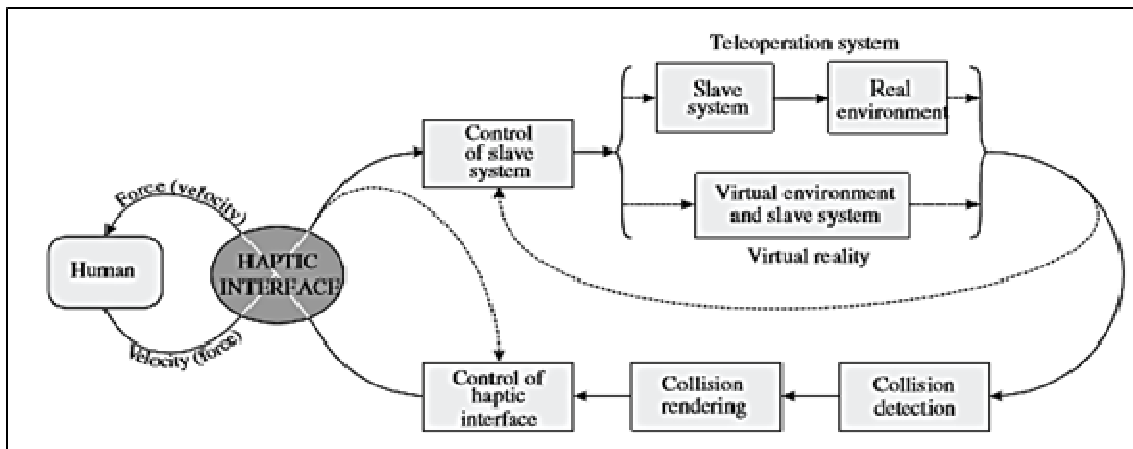 Teleoperation system
Slave
system
Real
environment
Control
of slave
system
Virtual environment
and slave system
Virtual reality
Force (velocity)
Human
HAPTIC
INTERFACE
Velocity (force)
Control of
haptic
interface
Collision
rendering
Collision
detection